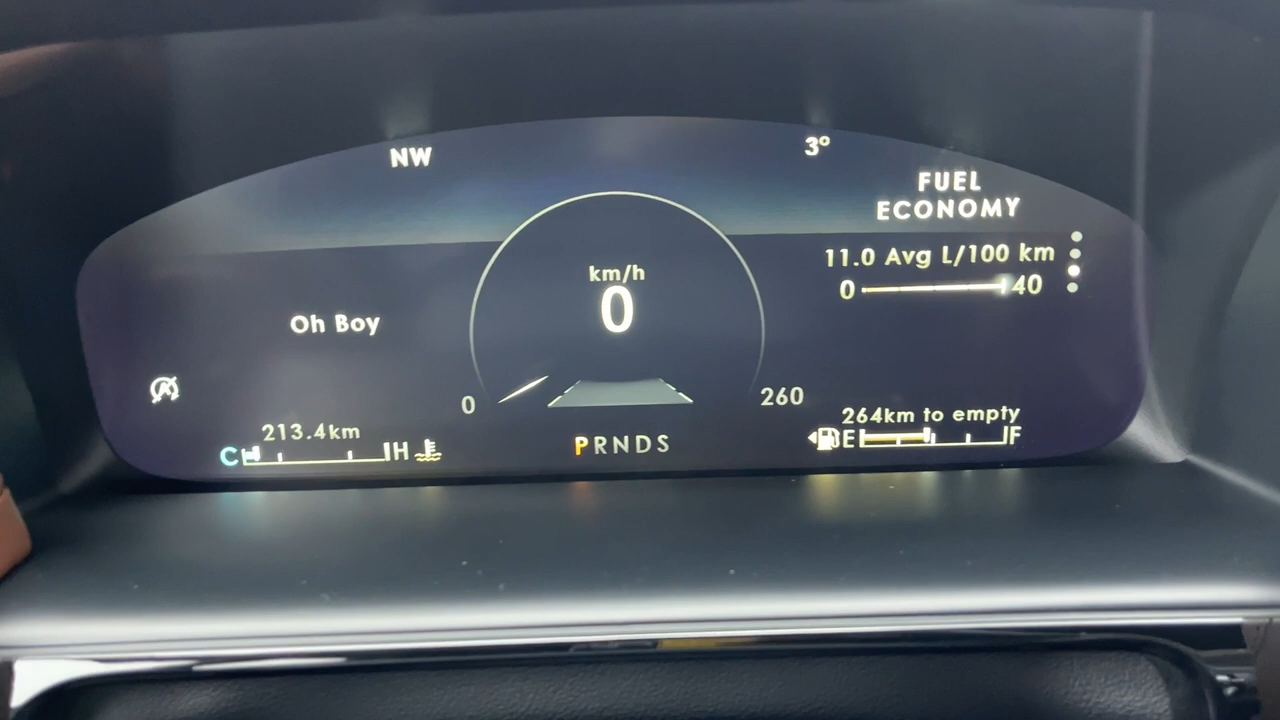 NW
3°
FUEL
ECONOMY
11.0 Avg L/100 km
0 40
km/h
0
Oh Boy
A
0
260
213.4km
C H
PRNDS
264km to empty
E F